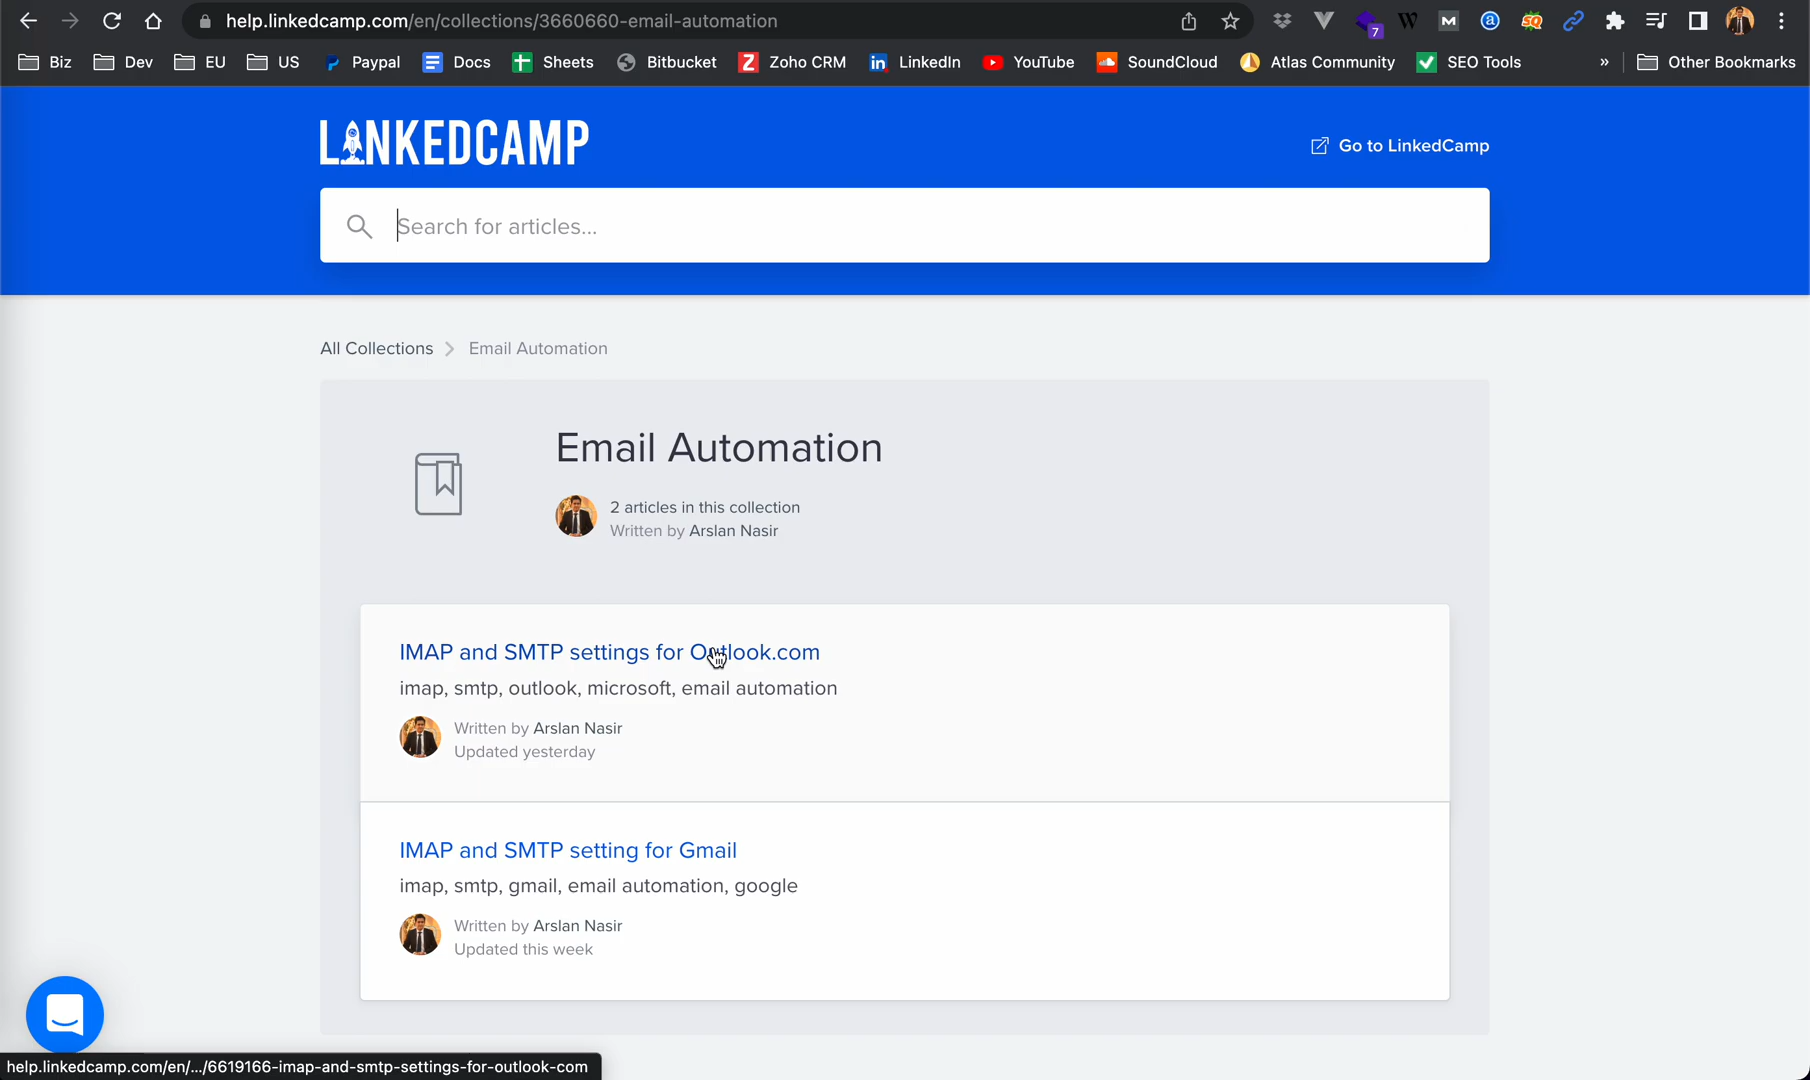 help.linkedcamp.com/en/collections/3660660-email-automation
7
Biz Dev EU US Paypal Docs Sheets Bitbucket Zoho CRM LinkedIn YouTube SoundCloud Atlas Community SEO Tools » Other Bookmarks
LINKEDCAMP
Go to LinkedCamp
Search for articles...
All Collections > Email Automation
Email Automation
2 articles in this collection
Written by Arslan Nasir
IMAP and SMTP settings for Outlook.com
imap, smtp, outlook, microsoft, email automation
Written by Arslan Nasir
Updated yesterday
IMAP and SMTP setting for Gmail
imap, smtp, gmail, email automation, google
Written by Arslan Nasir
Updated this week
help.linkedcamp.com/en/.../6619166-imap-and-smtp-settings-for-outlook-com